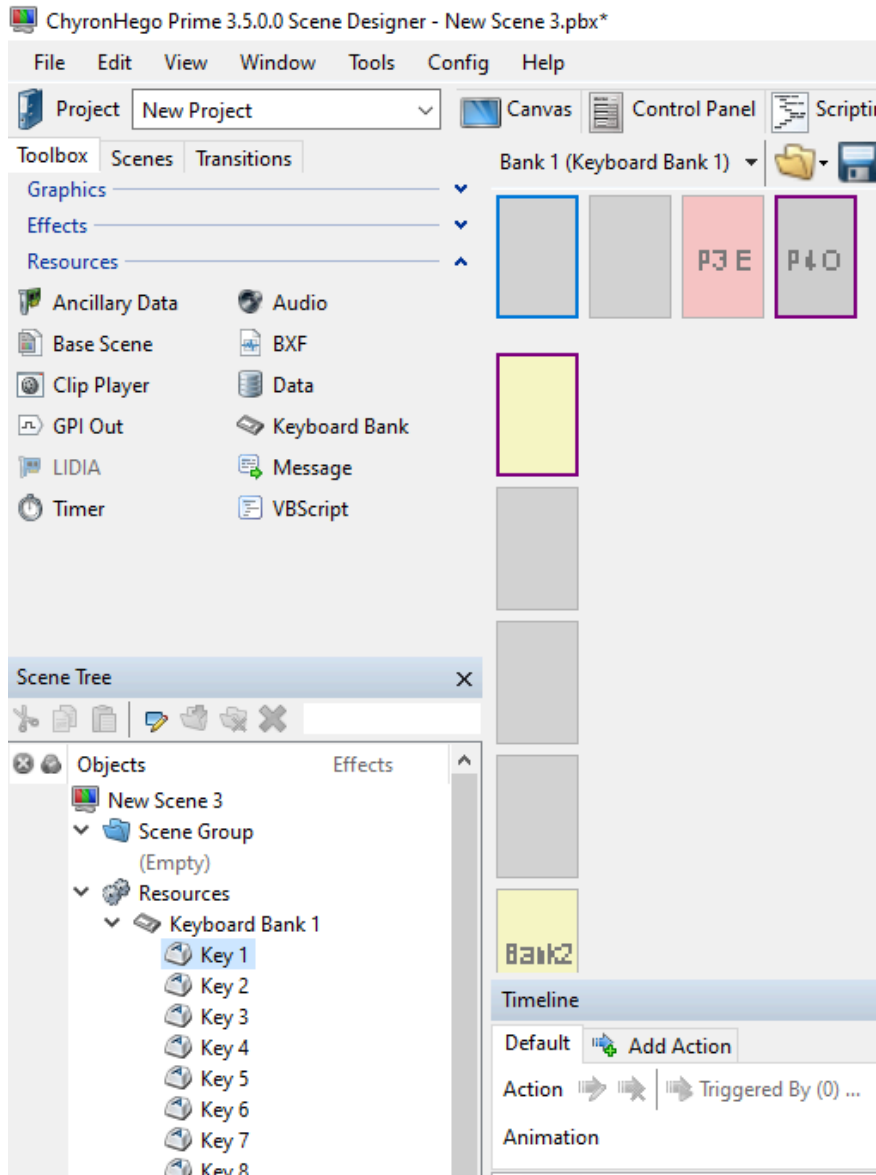 ChyronHego Prime 3.5.0.0 Scene Designer - New Scene 3.pbx*
File Edit View Window Tools Config Help
Project New Project Canvas Control Panel Scriptin
Toolbox Scenes Transitions
Bank 1 (Keyboard Bank 1)
Graphics
Effects
Resources
P3 E
Ancillary Data Audio
Base Scene BXF
Clip Player Data
GPI Out Keyboard Bank
LIDIA Message
Timer VBScript
Scene Tree
Objects Effects
New Scene 3
Scene Group
(Empty)
Resources
Keyboard Bank 1
Key 1
Key 2
Key 3
Key 4
Key 5
Key 6
Key 7
Key 8
Bank2
Timeline
Default Add Action
Action Triggered By (0) ...
Animation